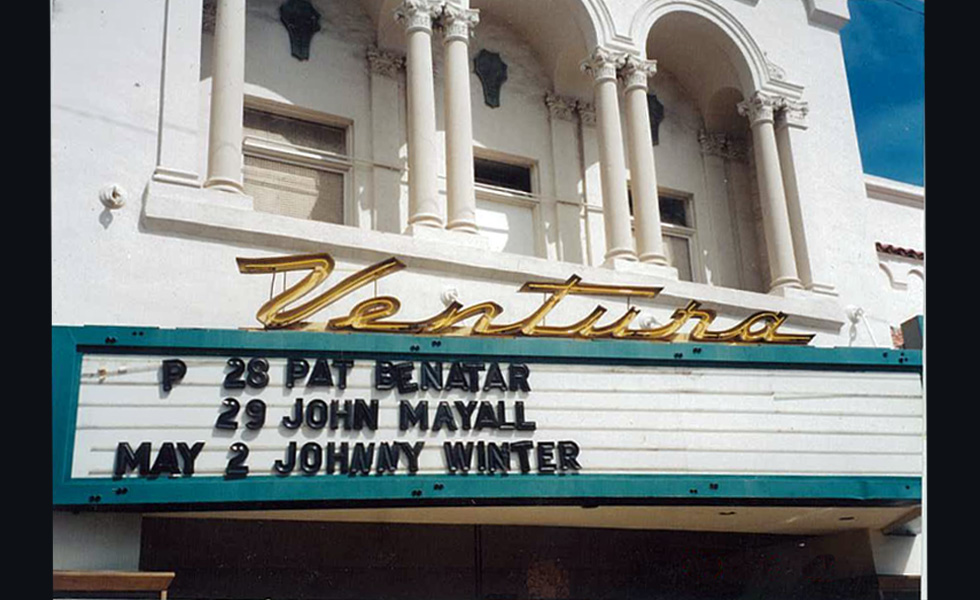 Ventura
P 28 PAT BENATAR
29 JOHN MAYALL
MAY 2 JOHNNY WINTER